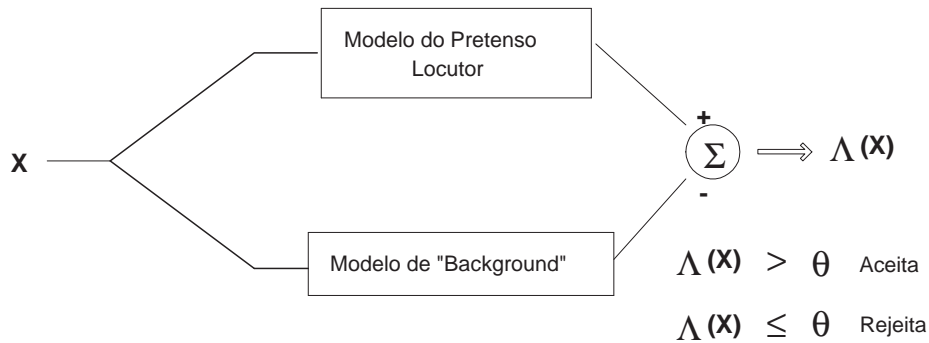 Modelo do Pretenso
Locutor
X
+
Σ
-
Λ (X)
Modelo de "Background"
Λ (X) > θ Aceita
Λ (X) ≤ θ Rejeita